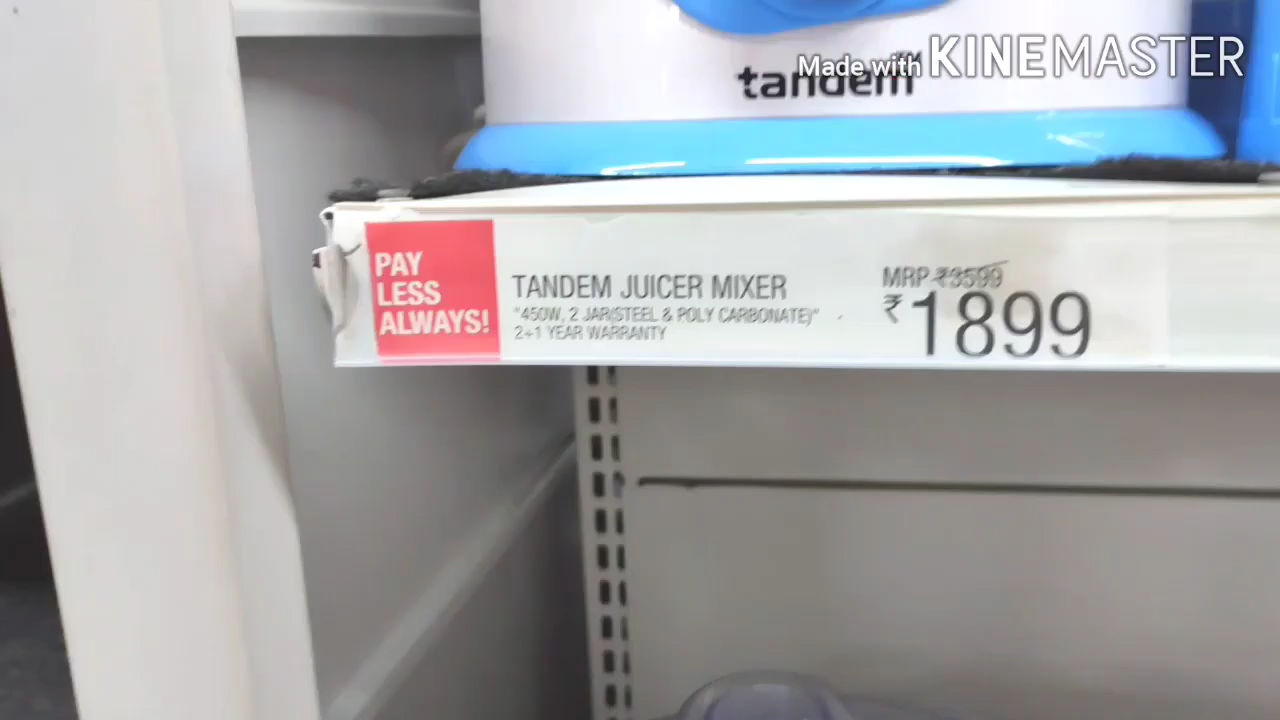 Made with KINEMASTER
tandem™
PAY
LESS
ALWAYS!
TANDEM JUICER MIXER
"450W, 2 JAR(STEEL & POLY CARBONATE)"
2+1 YEAR WARRANTY
MRP ₹3599
₹1899